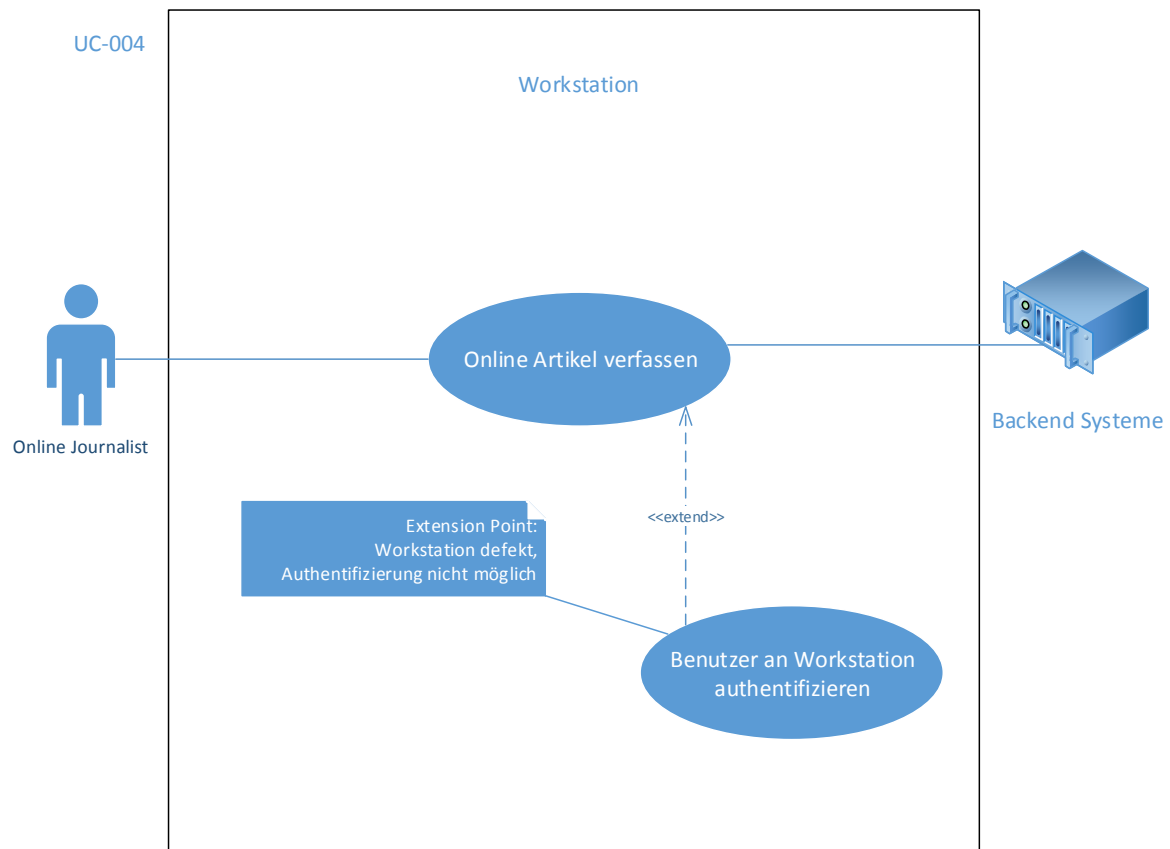 UC-004
Workstation
Online Artikel verfassen
Online Journalist
Backend Systeme
<<extend>>
Extension Point:
Workstation defekt,
Authentifizierung nicht möglich
Benutzer an Workstation
authentifizieren